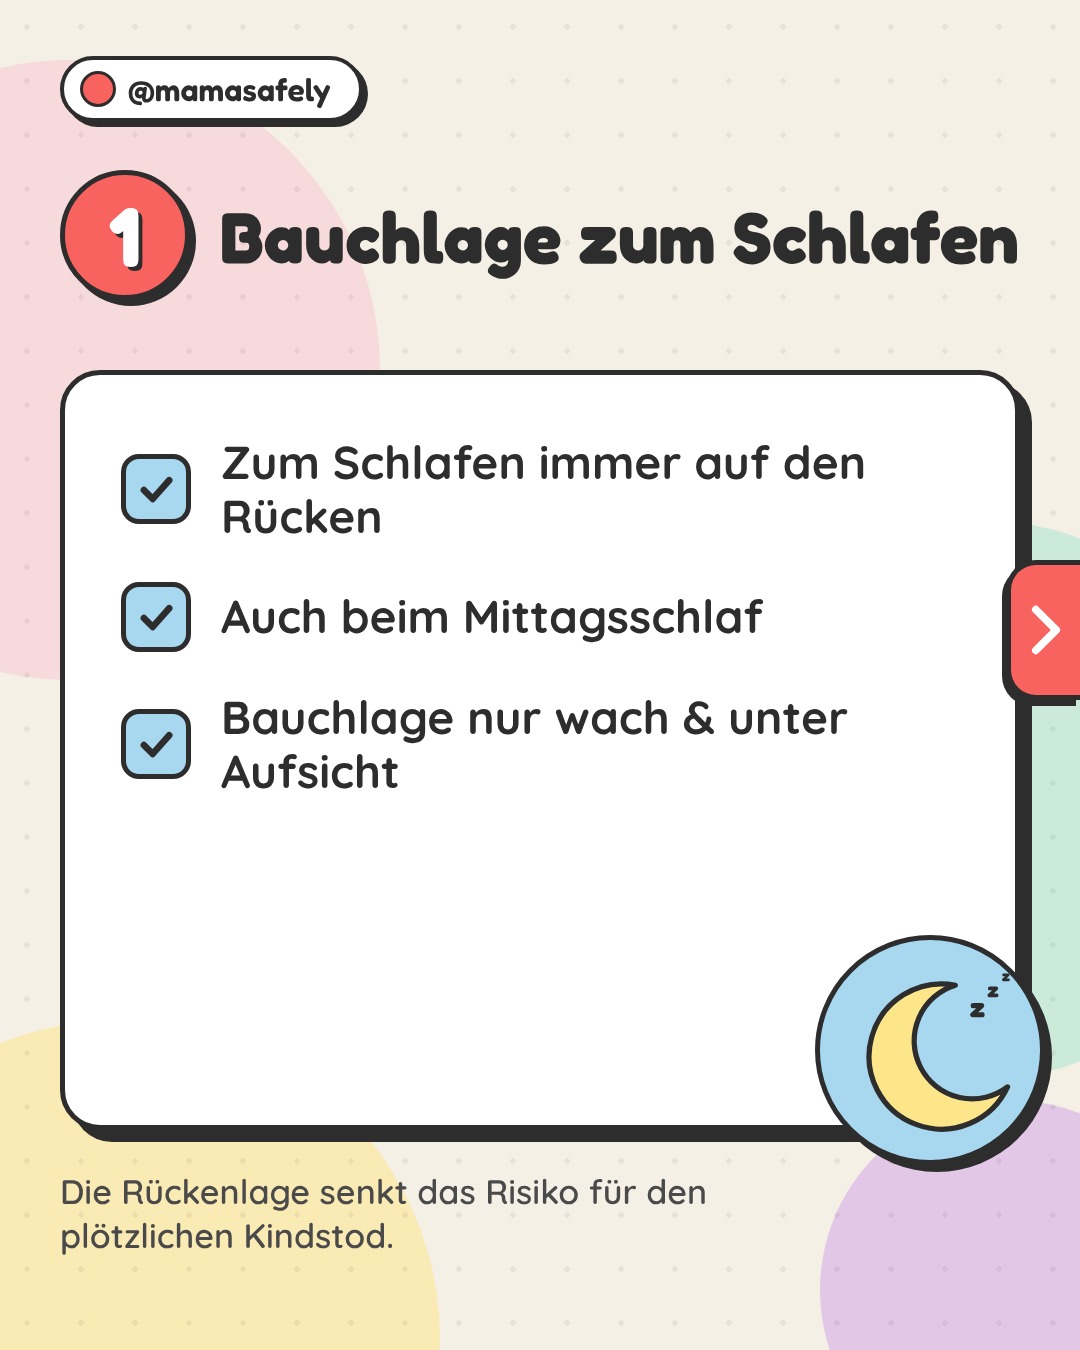 @mamasafely
1 Bauchlage zum Schlafen
Zum Schlafen immer auf den
Rücken
Auch beim Mittagsschlaf
Bauchlage nur wach & unter
Aufsicht
z z z
Die Rückenlage senkt das Risiko für den
plötzlichen Kindstod.